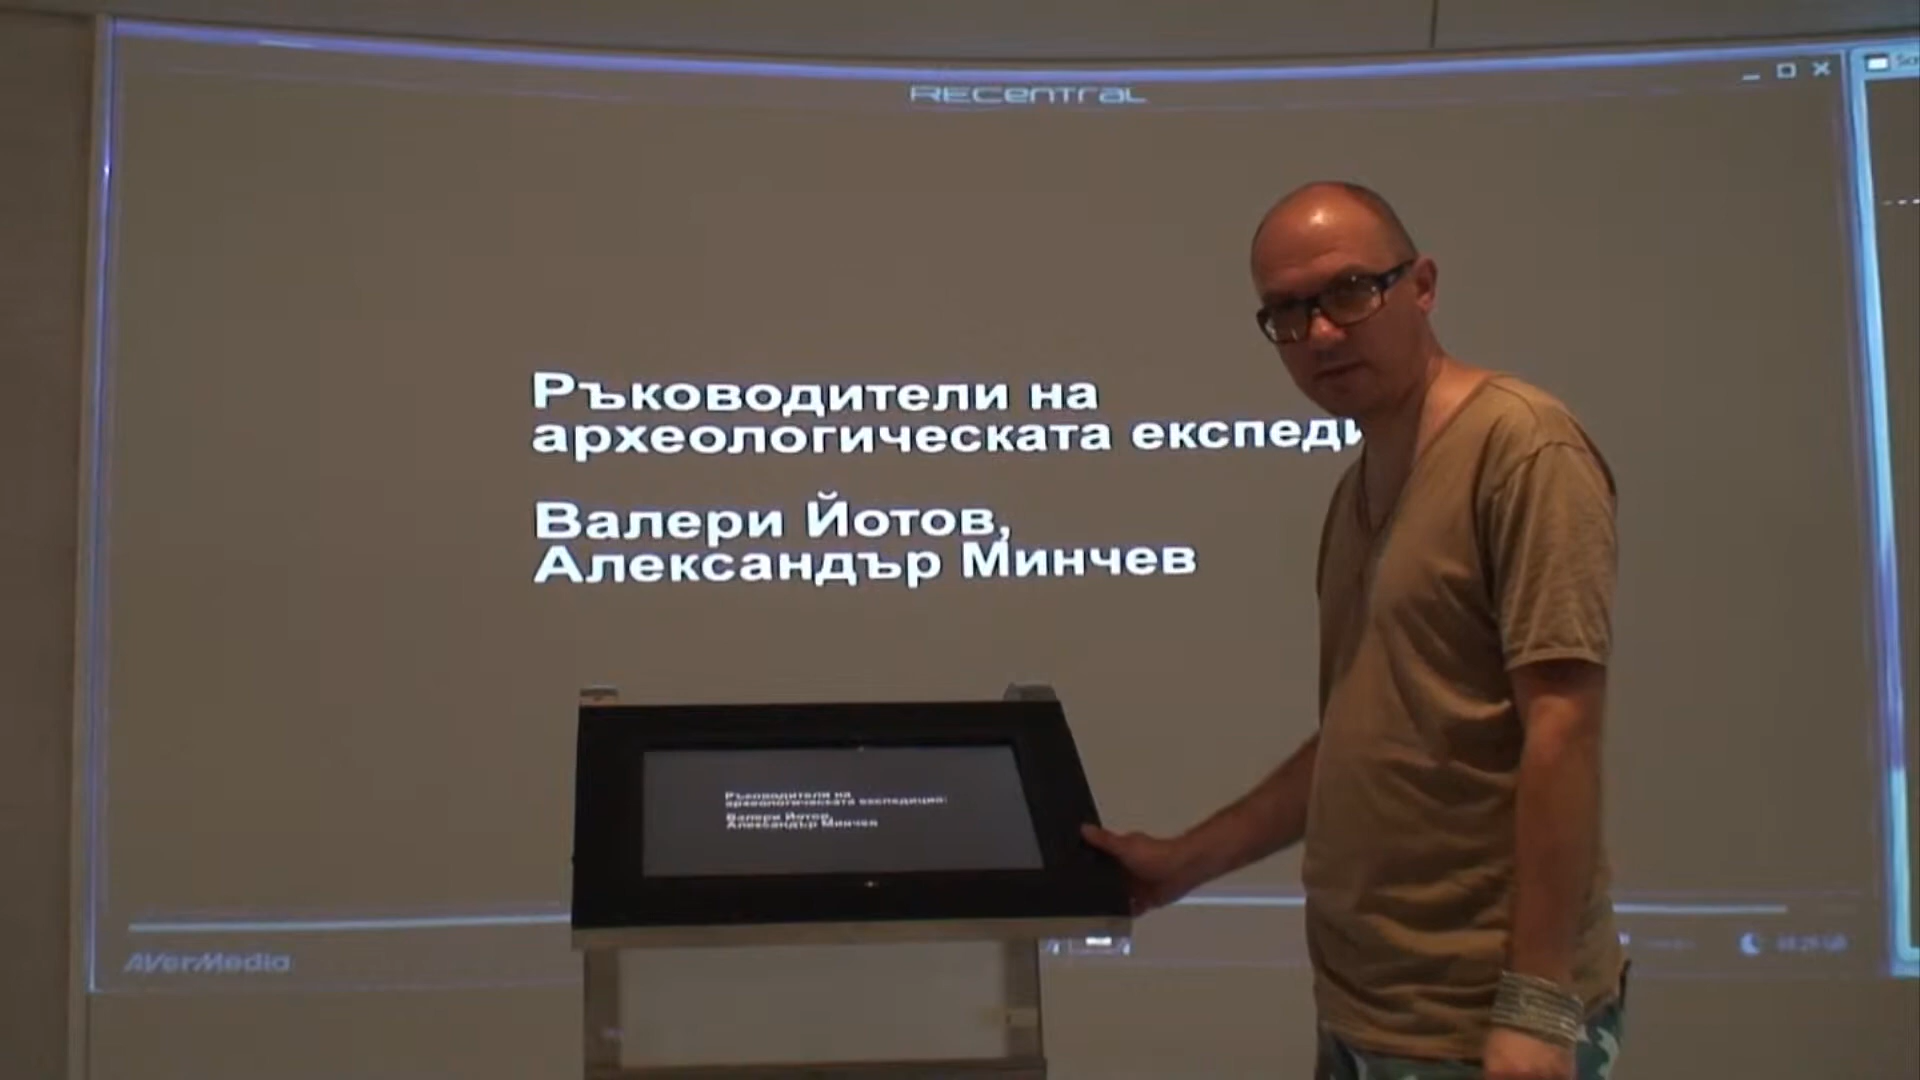 RECentral
Ръководители на
археологическата експеди
Валери Йотов,
Александър Минчев
Ръководители на
археологическата експедиция:
Валери Йотов,
Александър Минчев
AVerMedia